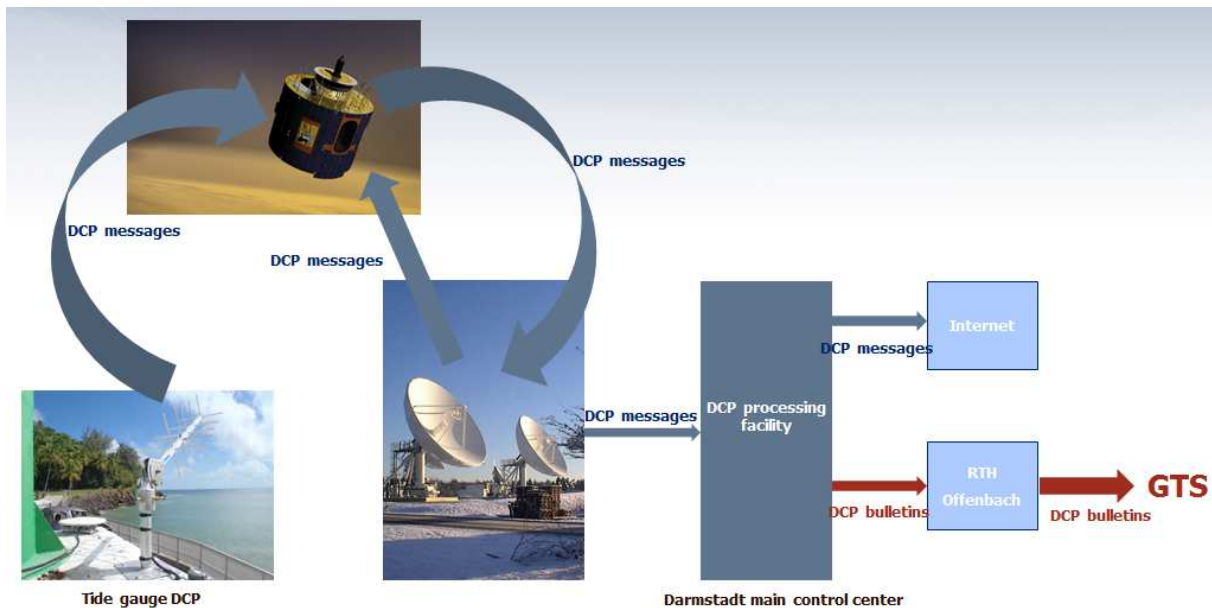 DCP messages
DCP messages
DCP messages
Internet
DCP messages
DCP messages
DCP processing
facility
RTH
Offenbach
GTS
DCP bulletins
DCP bulletins
Tide gauge DCP
Darmstadt main control center